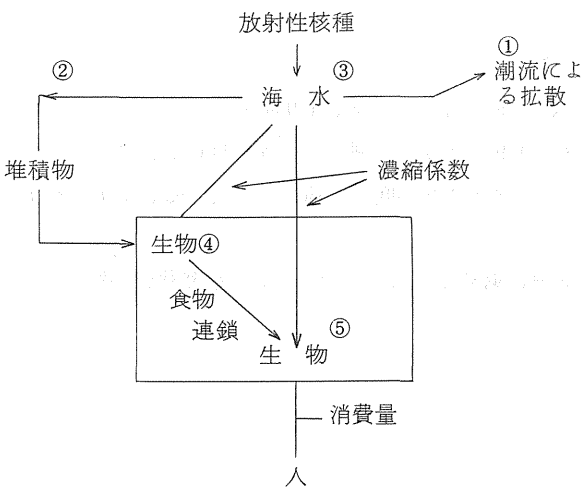 放射性核種
①
潮流によ
る拡散
②
③
海 水
堆積物
濃縮係数
生物④
食物
連鎖
⑤
生 物
消費量
人